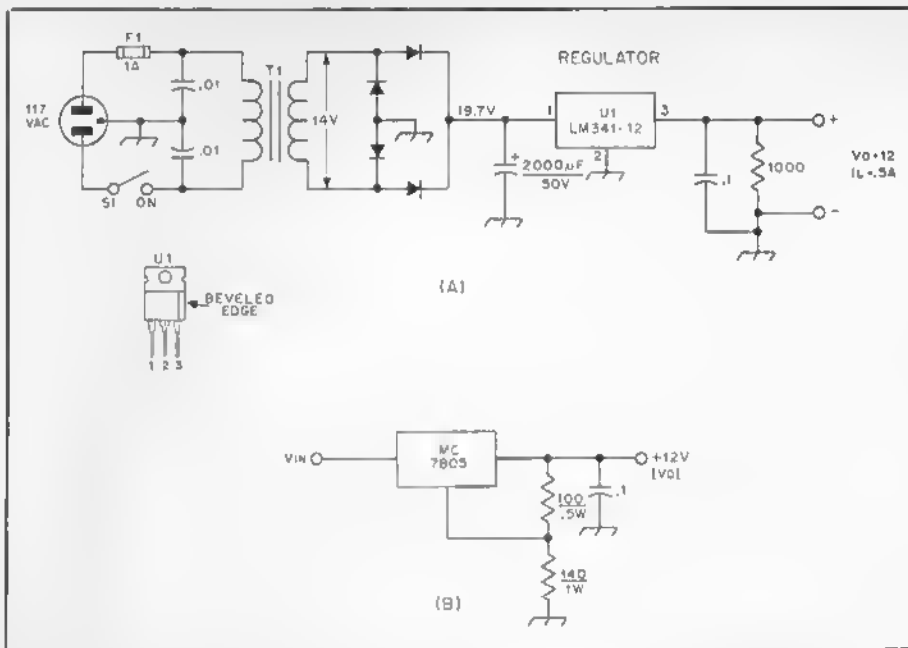 F1
1A
.01
T1
117
VAC
14V
.01
S1 ON
REGULATOR
19.7V
1
U1
LM341-12
3
2
+
2000µF
50V
.1
1000
+
VO+12
IL=.5A
-
(A)
U1
BEVELED
EDGE
1 2 3
VIN
MC
7805
+12V
[VO]
100
.5W
.1
140
1W
(B)